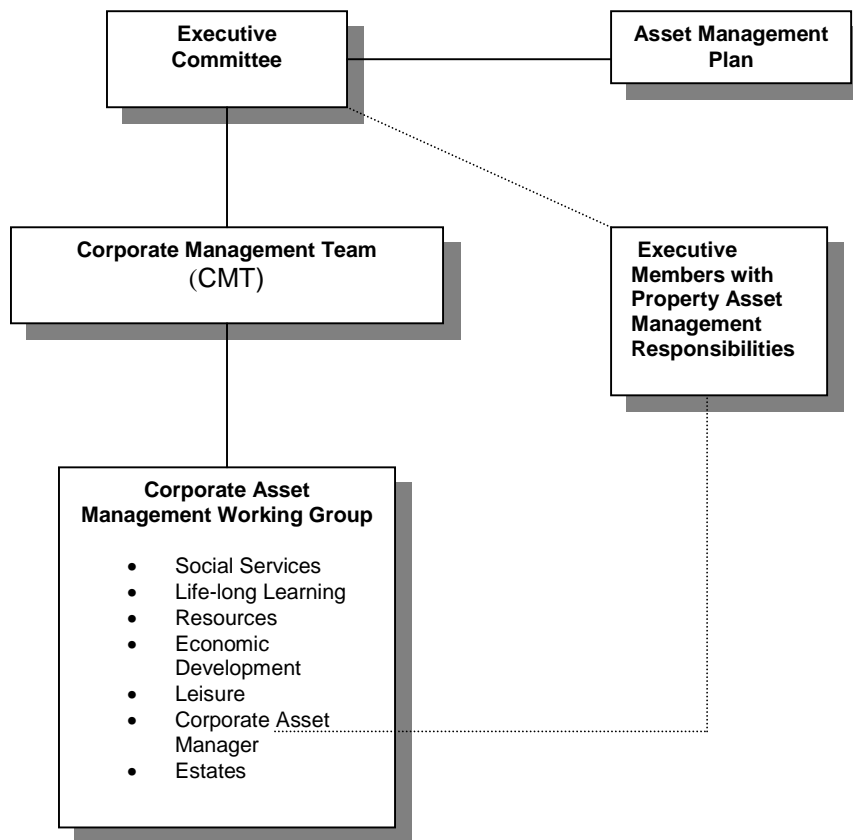 Executive
Committee
Asset Management
Plan
Corporate Management Team
(CMT)
Executive
Members with
Property Asset
Management
Responsibilities
Corporate Asset
Management Working Group
• Social Services
• Life-long Learning
• Resources
• Economic
Development
• Leisure
• Corporate Asset
Manager
• Estates